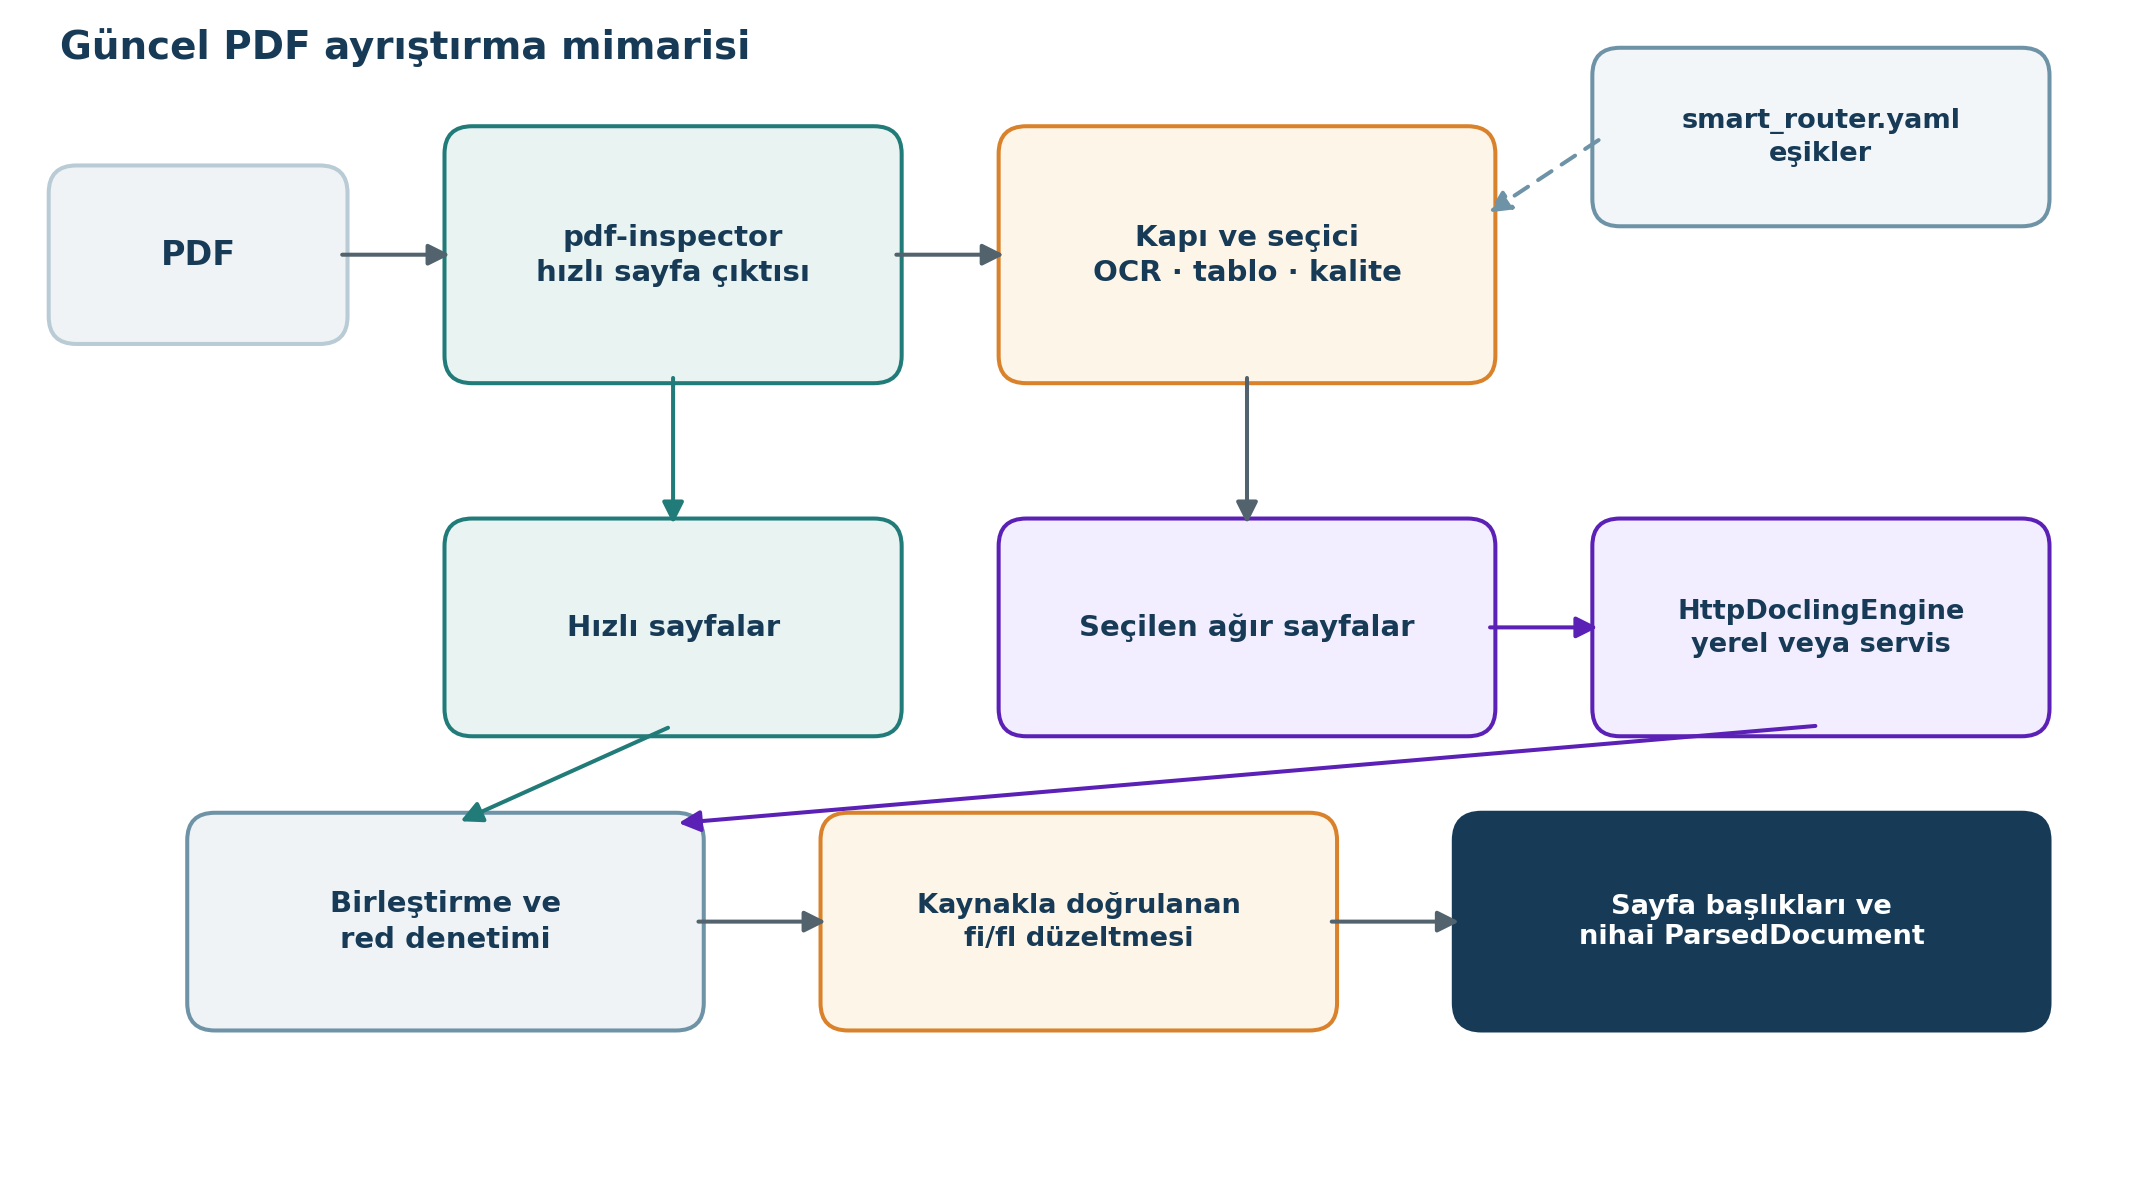 Güncel PDF ayrıştırma mimarisi
smart_router.yaml
eşikler
PDF
pdf-inspector
hızlı sayfa çıktısı
Kapı ve seçici
OCR · tablo · kalite
Hızlı sayfalar
Seçilen ağır sayfalar
HttpDoclingEngine
yerel veya servis
Birleştirme ve
red denetimi
Kaynakla doğrulanan
fi/fl düzeltmesi
Sayfa başlıkları ve
nihai ParsedDocument